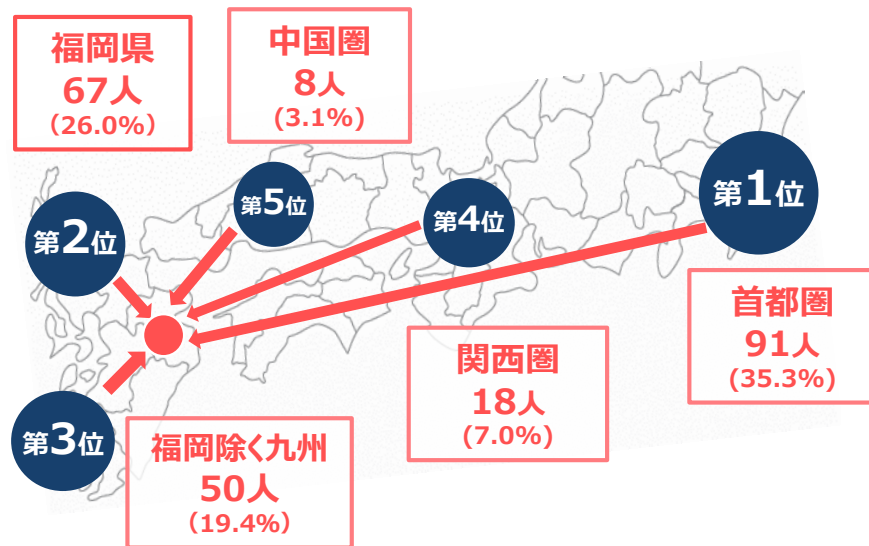 福岡県
67人
(26.0%)
中国圏
8人
(3.1%)
第1位
第2位
第5位
第4位
首都圏
91人
(35.3%)
関西圏
18人
(7.0%)
第3位
福岡除く九州
50人
(19.4%)